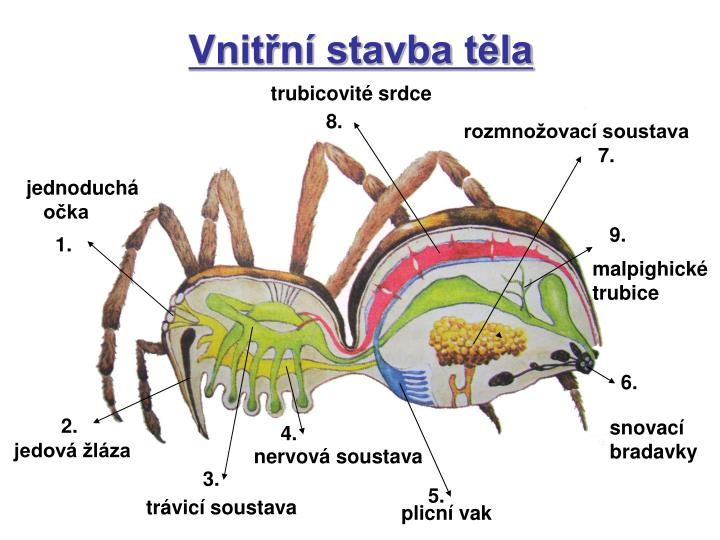 Vnitřní stavba těla
trubicovité srdce
8.
rozmnožovací soustava
7.
jednoduchá
očka
1.
9.
malpighické
trubice
6.
snovací
bradavky
2.
jedová žláza
4.
nervová soustava
3.
trávicí soustava
5.
plicní vak